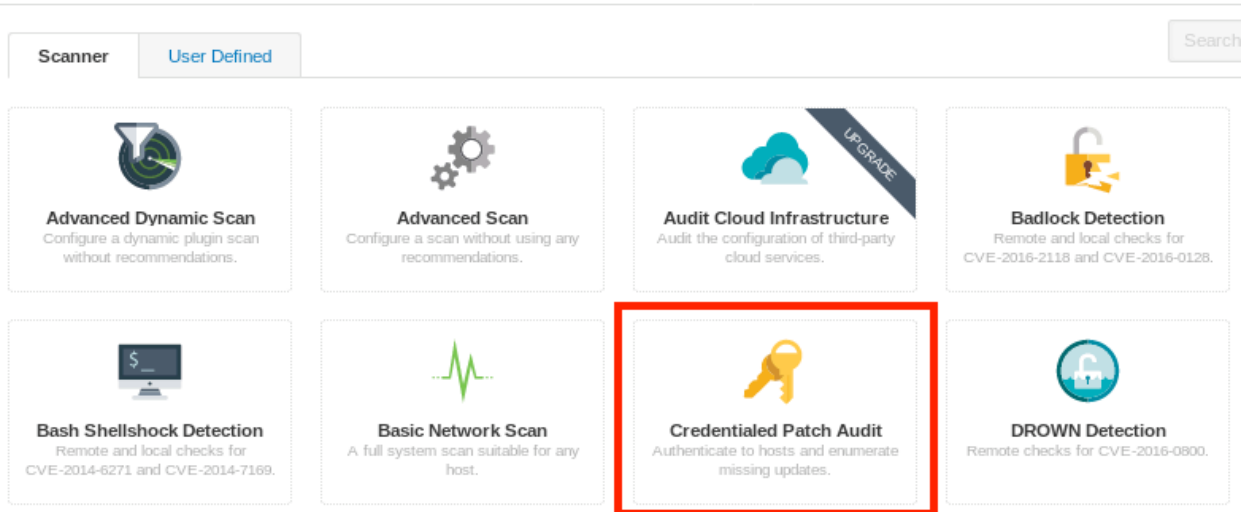 Scanner
User Defined
Search
UPGRADE
Advanced Dynamic Scan
Configure a dynamic plugin scan
without recommendations.
Advanced Scan
Configure a scan without using any
recommendations.
Audit Cloud Infrastructure
Audit the configuration of third-party
cloud services.
Badlock Detection
Remote and local checks for
CVE-2016-2118 and CVE-2016-0128.
$_
Bash Shellshock Detection
Remote and local checks for
CVE-2014-6271 and CVE-2014-7169.
Basic Network Scan
A full system scan suitable for any
host.
Credentialed Patch Audit
Authenticate to hosts and enumerate
missing updates.
DROWN Detection
Remote checks for CVE-2016-0800.